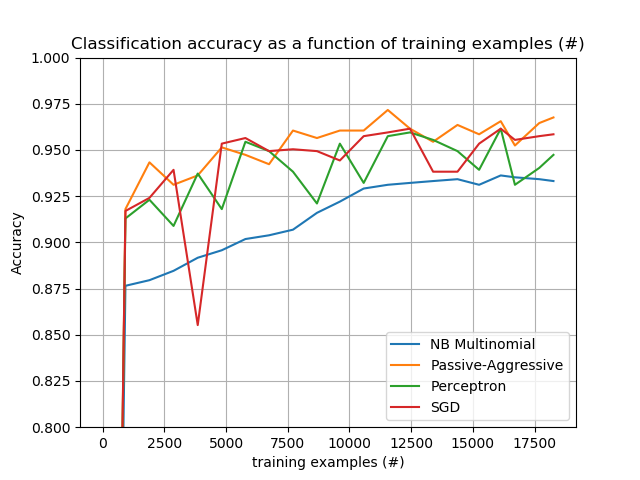 Classification accuracy as a function of training examples (#)
1.000
0.975
0.950
0.925
0.900
0.875
0.850
0.825
0.800
Accuracy
NB Multinomial
Passive-Aggressive
Perceptron
SGD
0 2500 5000 7500 10000 12500 15000 17500
training examples (#)